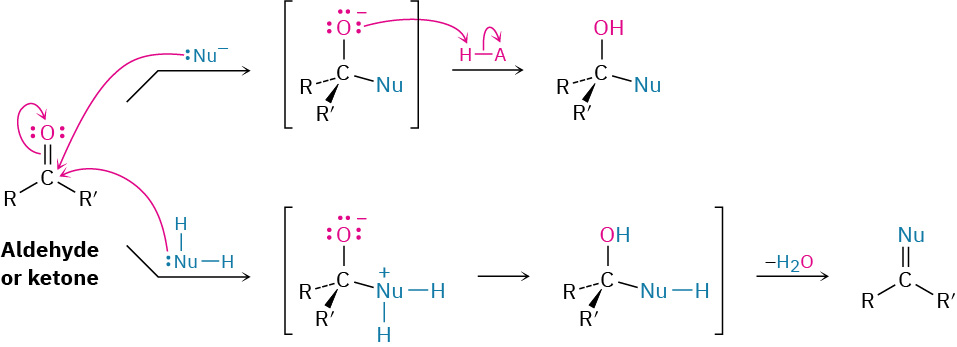 :Nu−
O
C
R
R′
Nu
−
H—A
OH
C
R
R′
Nu
O
C
R
R′
Aldehyde
or ketone
H
:Nu—H
O
−
C
R
R′
+
Nu—H
H
OH
C
R
R′
Nu—H
−H2O
Nu
C
R
R′